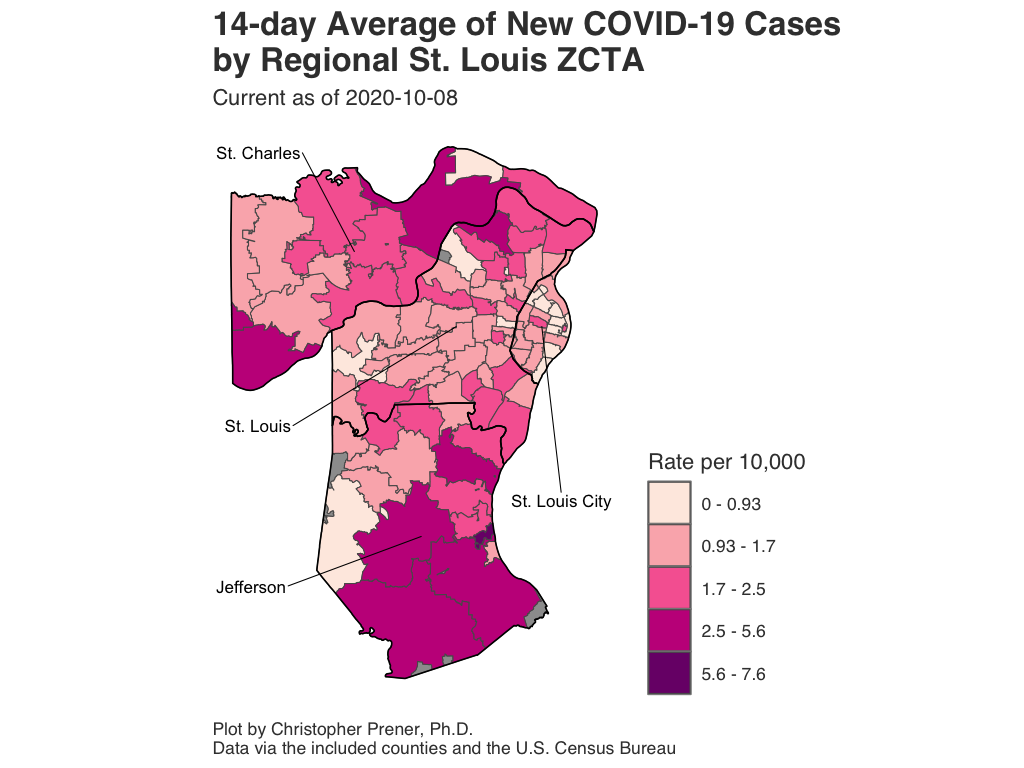 14-day Average of New COVID-19 Cases
by Regional St. Louis ZCTA
Current as of 2020-10-08
St. Charles
St. Louis
St. Louis City
Jefferson
Rate per 10,000
0 - 0.93
0.93 - 1.7
1.7 - 2.5
2.5 - 5.6
5.6 - 7.6
Plot by Christopher Prener, Ph.D.
Data via the included counties and the U.S. Census Bureau